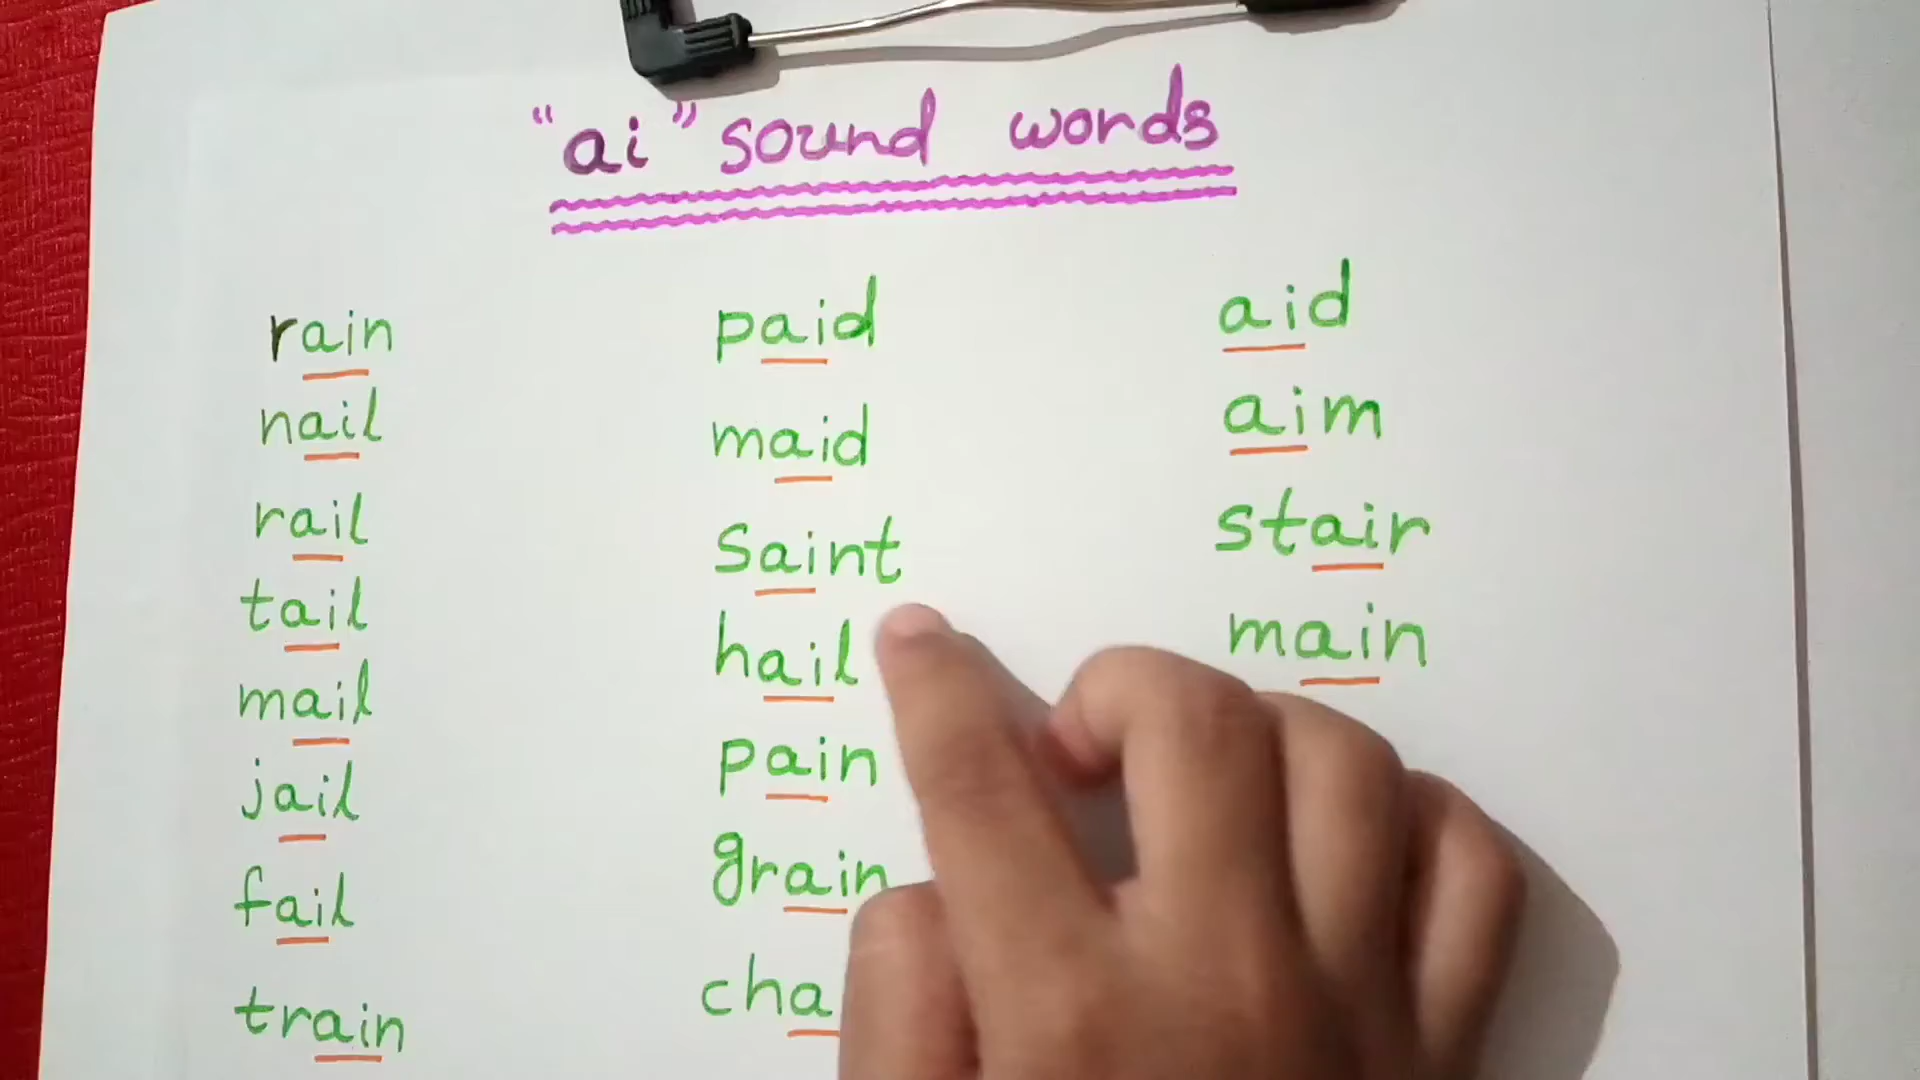 "ai" sound words
rain
nail
rail
tail
mail
jail
fail
train
paid
maid
Saint
hail
pain
grain
aid
aim
stair
main